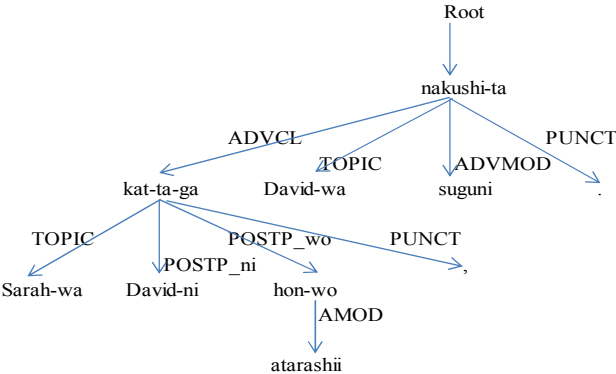 Root
nakushi-ta
ADVCL TOPIC ADVMOD PUNCT
kat-ta-ga David-wa suguni .
TOPIC POSTP_ni POSTP_wo PUNCT
Sarah-wa David-ni hon-wo ,
AMOD
atarashii